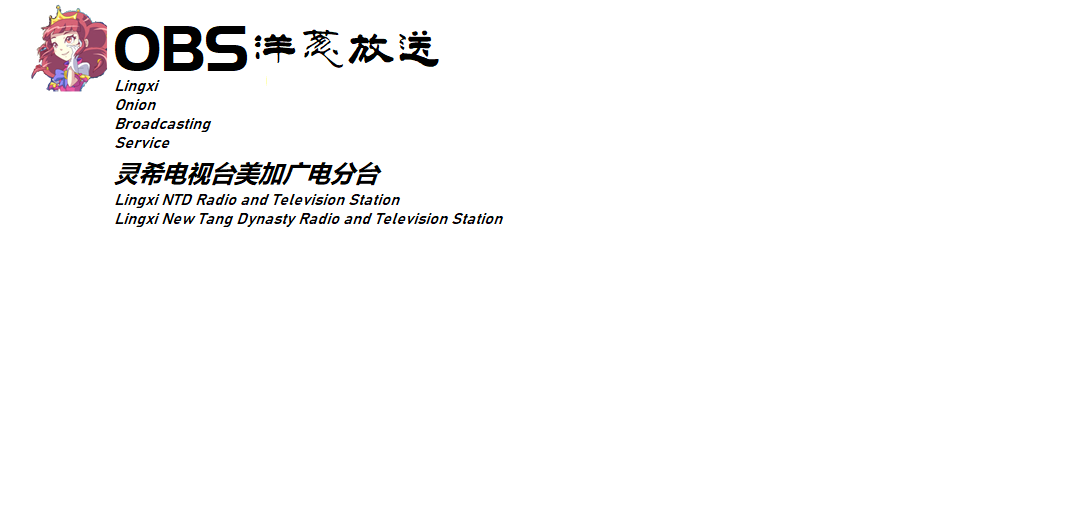 OBS 洋葱放送
Lingxi
Onion
Broadcasting
Service
灵希电视台美加广电分台
Lingxi NTD Radio and Television Station
Lingxi New Tang Dynasty Radio and Television Station